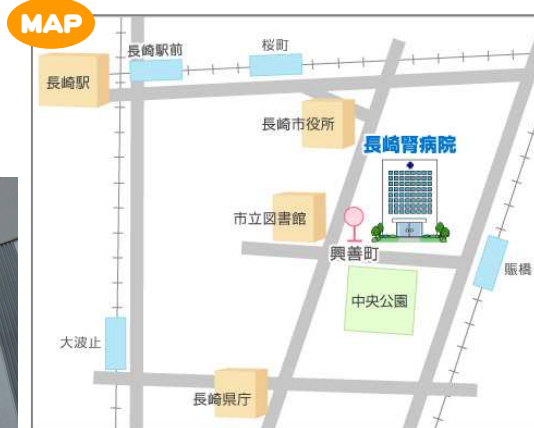 MAP
長崎駅前
桜町
長崎駅
長崎市役所
長崎腎病院
市立図書館
興善町
賑橋
中央公園
大波止
長崎県庁